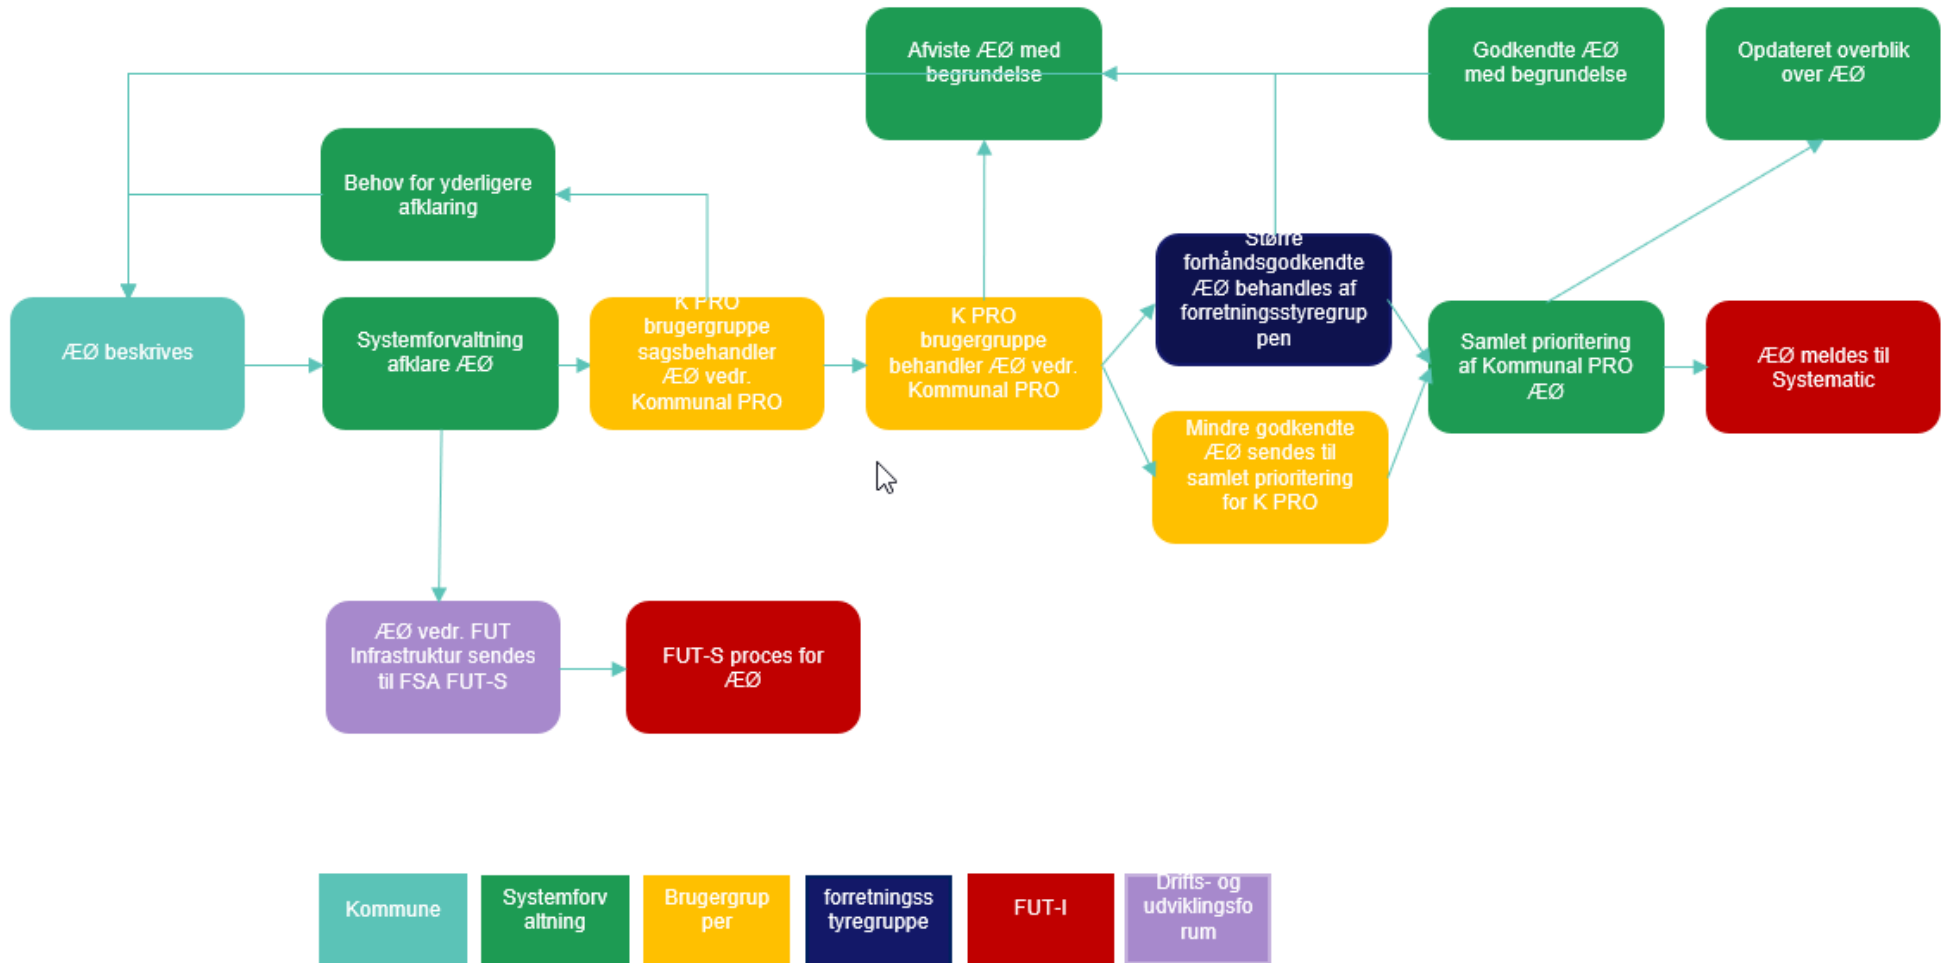 Afviste ÆØ med
begrundelse
Godkendte ÆØ
med begrundelse
Opdateret overblik
over ÆØ
Behov for yderligere
afklaring
ÆØ beskrives
Systemforvaltning
afklare ÆØ
K PRO
brugergruppe
sagsbehandler
ÆØ vedr.
Kommunal PRO
K PRO
brugergruppe
behandler ÆØ vedr.
Kommunal PRO
Større
forhåndsgodkendte
ÆØ behandles af
forretningsstyregrup
pen
Mindre godkendte
ÆØ sendes til
samlet prioritering
for K PRO
Samlet prioritering
af Kommunal PRO
ÆØ
ÆØ meldes til
Systematic
ÆØ vedr. FUT
Infrastruktur sendes
til FSA FUT-S
FUT-S proces for
ÆØ
Kommune
Systemforv
altning
Brugergrup
per
forretningss
tyregruppe
FUT-I
Drifts- og
udviklingsfo
rum